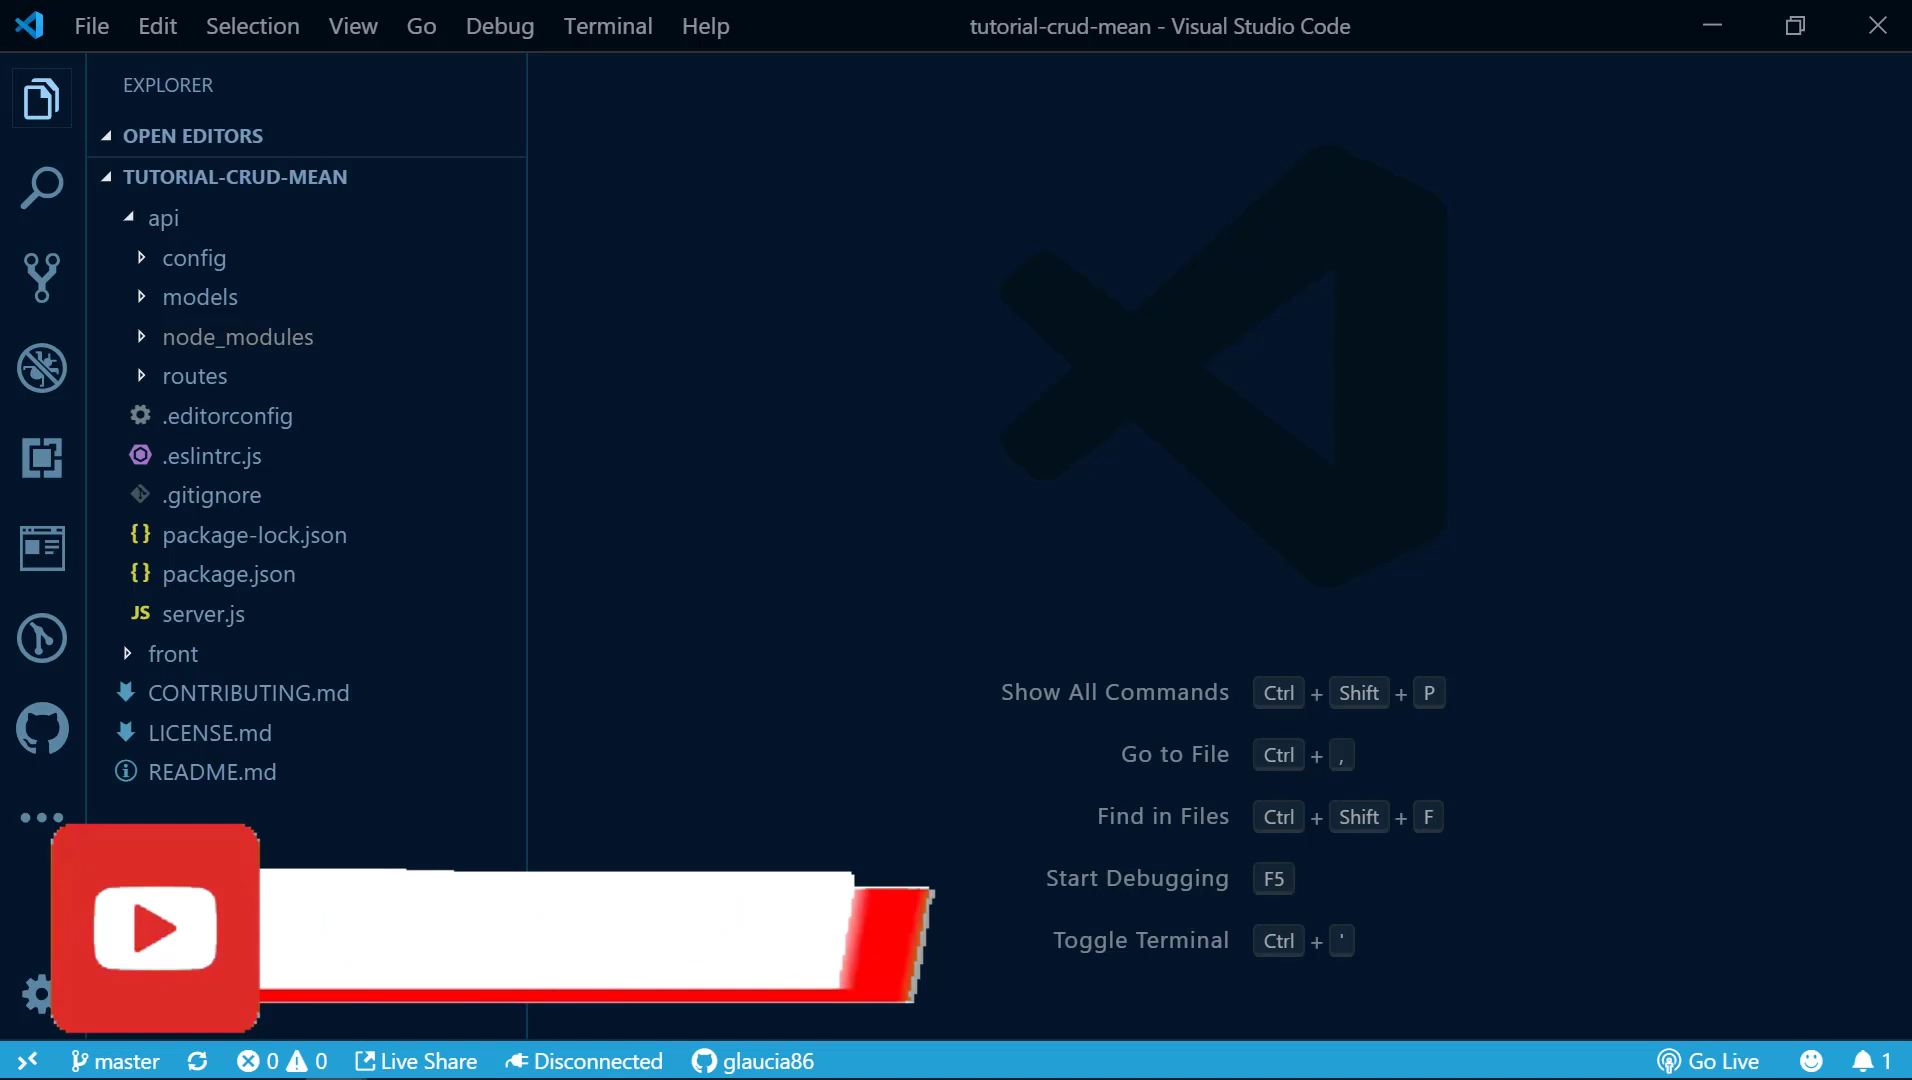 File Edit Selection View Go Debug Terminal Help tutorial-crud-mean - Visual Studio Code
EXPLORER
OPEN EDITORS
TUTORIAL-CRUD-MEAN
api
config
models
node_modules
routes
.editorconfig
.eslintrc.js
.gitignore
{} package-lock.json
{} package.json
JS server.js
front
CONTRIBUTING.md
LICENSE.md
README.md
Show All Commands Ctrl + Shift + P
Go to File Ctrl + ,
Find in Files Ctrl + Shift + F
Start Debugging F5
Toggle Terminal Ctrl + '
master 0 0 Live Share Disconnected glaucia86 Go Live 1